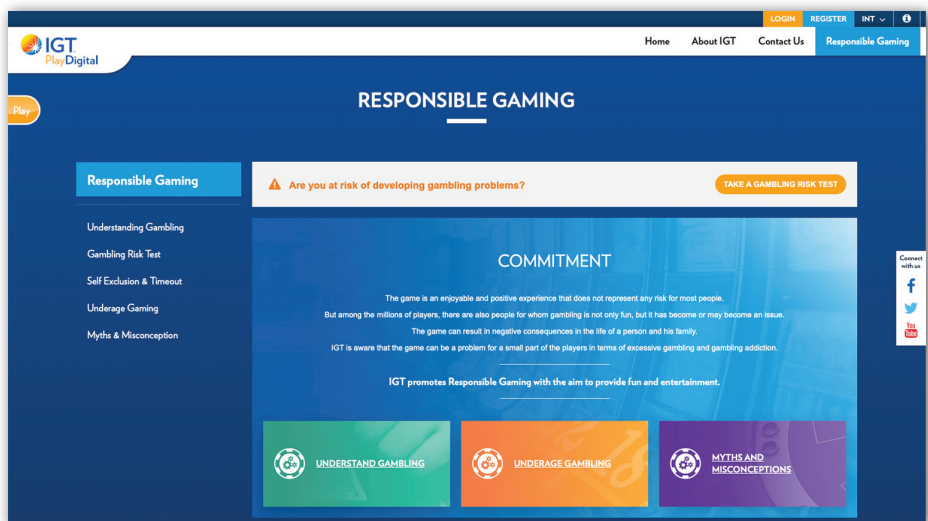 LOGIN REGISTER INT
IGT
PlayDigital
Home About IGT Contact Us Responsible Gaming
Play
RESPONSIBLE GAMING
Responsible Gaming
Understanding Gambling
Gambling Risk Test
Self Exclusion & Timeout
Underage Gaming
Myths & Misconception
Are you at risk of developing gambling problems?
TAKE A GAMBLING RISK TEST
COMMITMENT
The game is an enjoyable and positive experience that does not represent any risk for most people.
But among the millions of players, there are also people for whom gambling is not only fun, but it has become or may become an issue.
The game can result in negative consequences in the life of a person and his family.
IGT is aware that the game can be a problem for a small part of the players in terms of excessive gambling and gambling addiction.
IGT promotes Responsible Gaming with the aim to provide fun and entertainment.
UNDERSTAND GAMBLING
UNDERAGE GAMBLING
MYTHS AND
MISCONCEPTIONS
Connect
with us
You
Tube